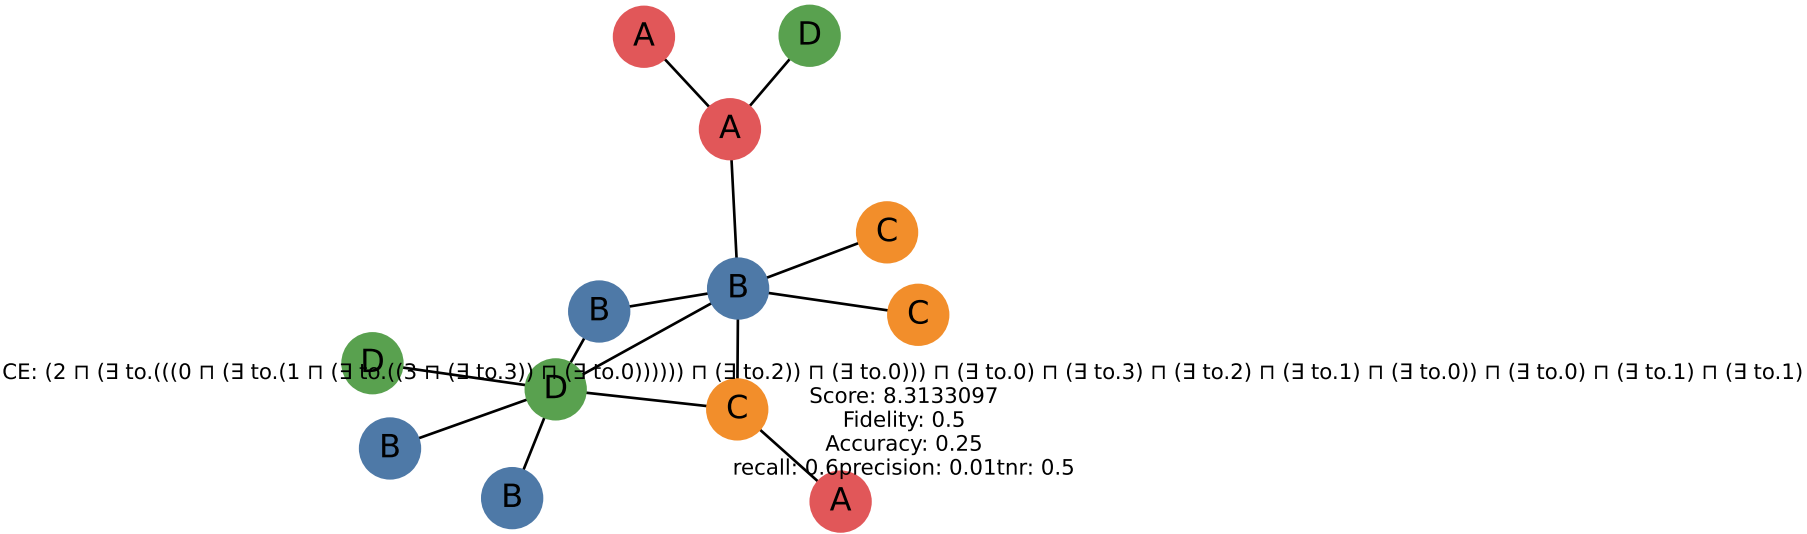 A
D
A
C
B
B
C
D
CE: (2 ⊓ (∃ to.(((0 ⊓ (∃ to.(1 ⊓ (∃ to.((3 ⊓ (∃ to.3)) ⊓ (∃ to.0)))))) ⊓ (∃ to.2)) ⊓ (∃ to.0))) ⊓ (∃ to.0) ⊓ (∃ to.3) ⊓ (∃ to.2) ⊓ (∃ to.1) ⊓ (∃ to.0)) ⊓ (∃ to.0) ⊓ (∃ to.1) ⊓ (∃ to.1)
D
Score: 8.3133097
C
Fidelity: 0.5
B
Accuracy: 0.25
recall: 0.6precision: 0.01tnr: 0.5
B
A